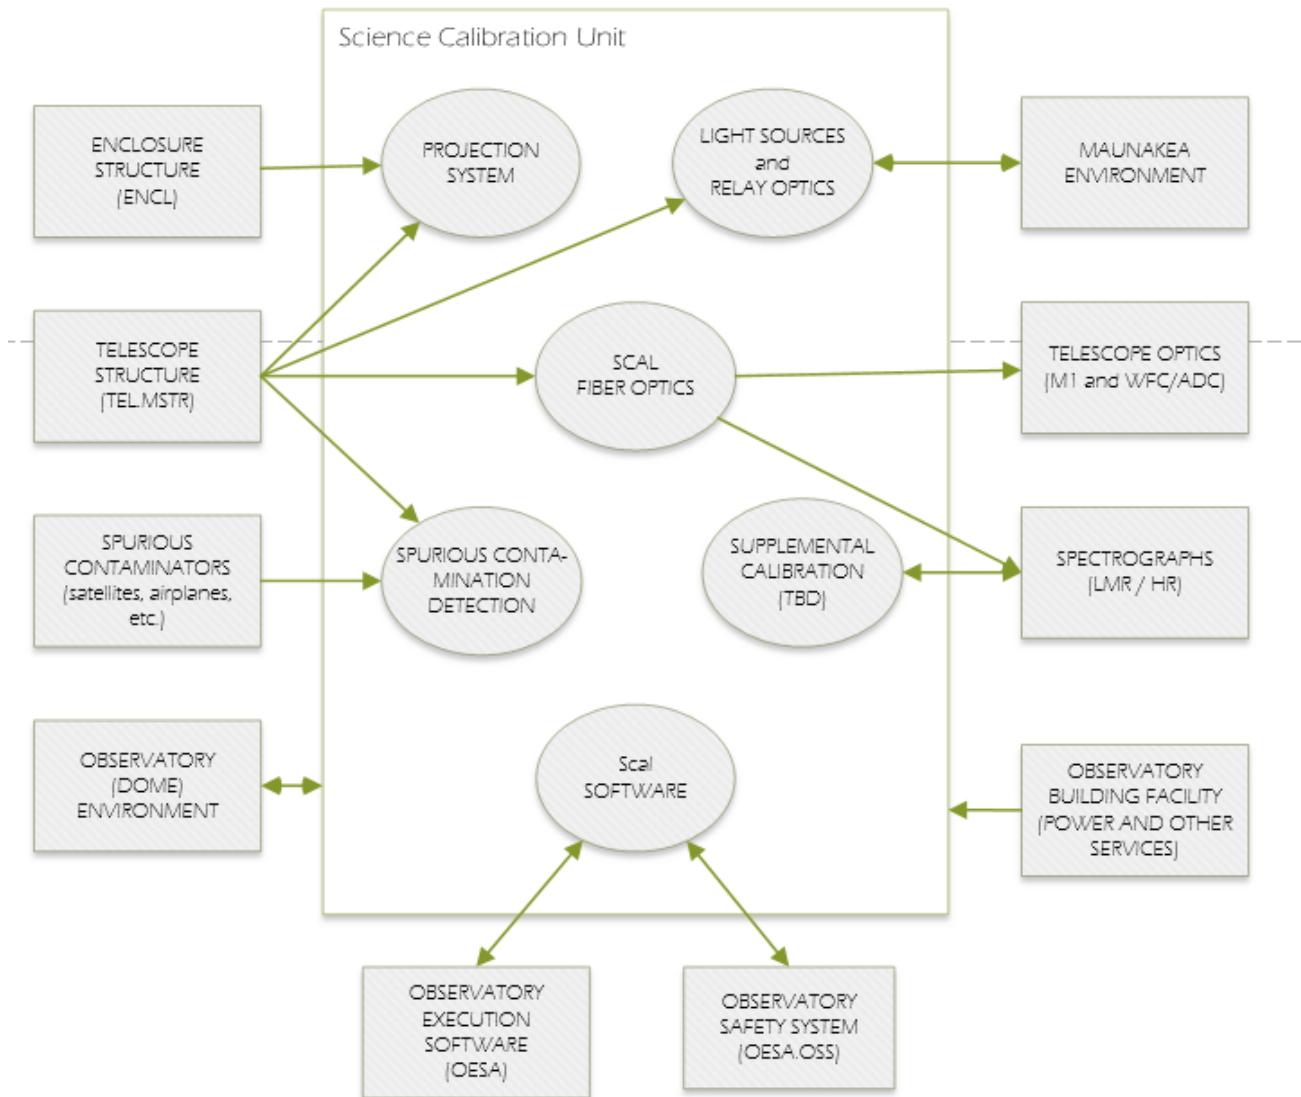 Science Calibration Unit
ENCLOSURE
STRUCTURE
(ENCL)
PROJECTION
SYSTEM
LIGHT SOURCES
and
RELAY OPTICS
MAUNAKEA
ENVIRONMENT
TELESCOPE
STRUCTURE
(TEL.MSTR)
SCAL
FIBER OPTICS
TELESCOPE OPTICS
(M1 and WFC/ADC)
SPURIOUS
CONTAMINATORS
(satellites, airplanes,
etc.)
SPURIOUS CONTA-
MINATION
DETECTION
SUPPLEMENTAL
CALIBRATION
(TBD)
SPECTROGRAPHS
(LMR / HR)
OBSERVATORY
(DOME)
ENVIRONMENT
Scal
SOFTWARE
OBSERVATORY
BUILDING FACILITY
(POWER AND OTHER
SERVICES)
OBSERVATORY
EXECUTION
SOFTWARE
(OESA)
OBSERVATORY
SAFETY SYSTEM
(OESA.OSS)